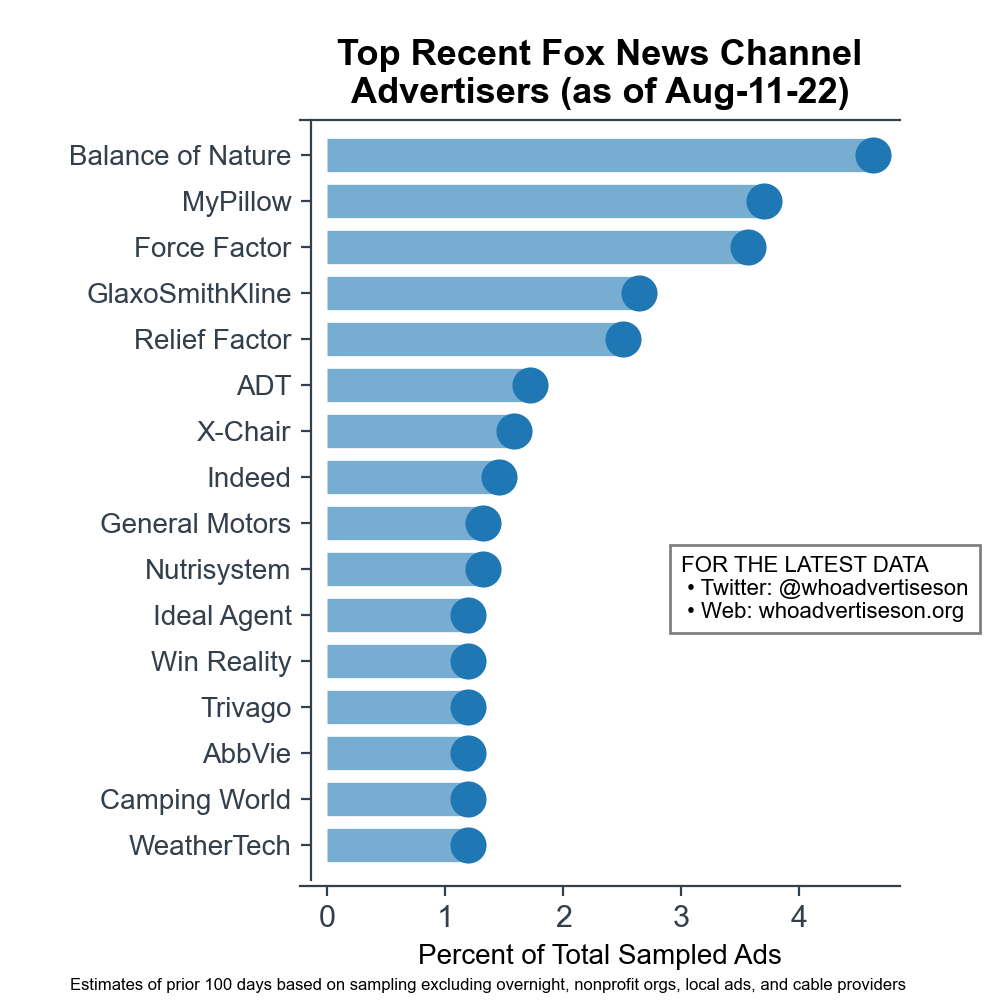 Top Recent Fox News Channel
Advertisers (as of Aug-11-22)
Balance of Nature
MyPillow
Force Factor
GlaxoSmithKline
Relief Factor
ADT
X-Chair
Indeed
General Motors
Nutrisystem
Ideal Agent
Win Reality
Trivago
AbbVie
Camping World
WeatherTech
FOR THE LATEST DATA
• Twitter: @whoadvertiseson
• Web: whoadvertiseson.org
0 1 2 3 4
Percent of Total Sampled Ads
Estimates of prior 100 days based on sampling excluding overnight, nonprofit orgs, local ads, and cable providers